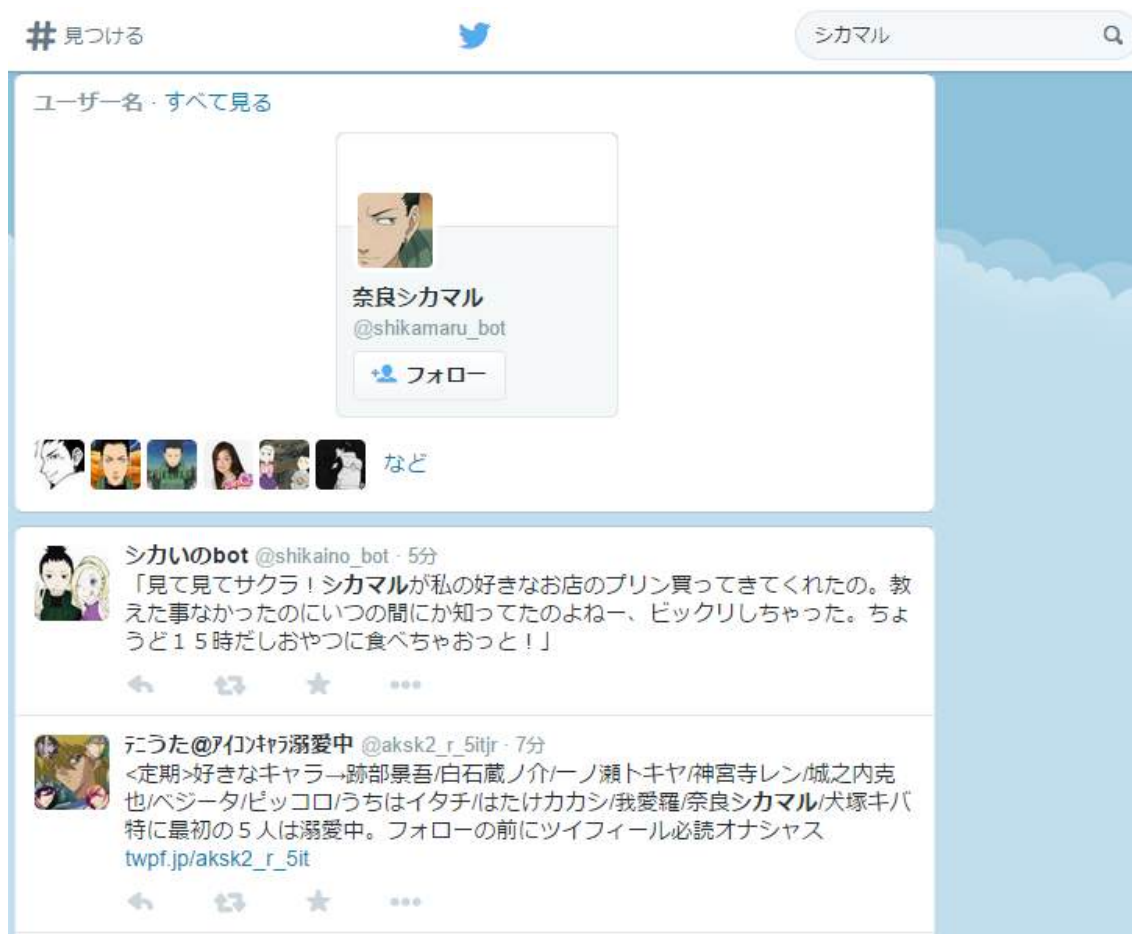 見つける
シカマル
ユーザー名 · すべて見る
奈良シカマル
@shikamaru_bot
フォロー
など
シカいのbot @shikaino_bot · 5分
「見て見てサクラ！シカマルが私の好きなお店のプリン買ってきてくれたの。教
えた事なかったのにいつの間にか知ってたのよねー、ビックリしちゃった。ちょ
うど１５時だしおやつに食べちゃおっと！」
ﾃﾆうた@ｱｲｺﾝｷｬﾗ溺愛中 @aksk2_r_5itjr · 7分
<定期>好きなキャラ→跡部景吾/白石蔵ノ介/一ノ瀬トキヤ/神宮寺レン/城之内克
也/ベジータ/ピッコロ/うちはイタチ/はたけカカシ/我愛羅/奈良シカマル/犬塚キバ
特に最初の５人は溺愛中。フォローの前にツイフィール必読オナシャス
twpf.jp/aksk2_r_5it